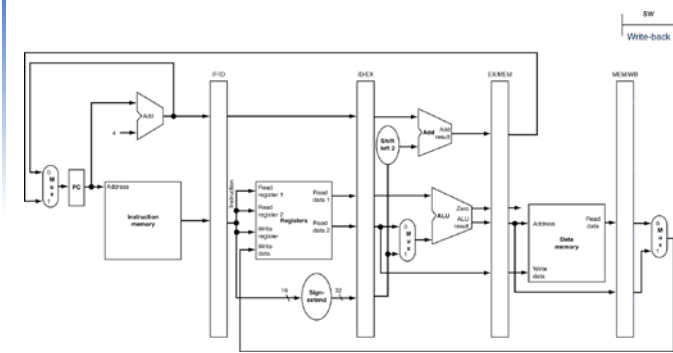 sw
Write-back
IF/ID
ID/EX
EX/MEM
MEM/WB
Add
4
Add
Add
result
Shift
left 2
0
M
u
x
1
PC
Address
Instruction
memory
Instruction
Read
register 1
Read
register 2
Write
register
Write
data
Registers
Read
data 1
Read
data 2
16
Sign-
extend
32
0
M
u
x
1
Zero
ALU
ALU
result
Address
Read
data
Data
memory
Write
data
0
M
u
x
1